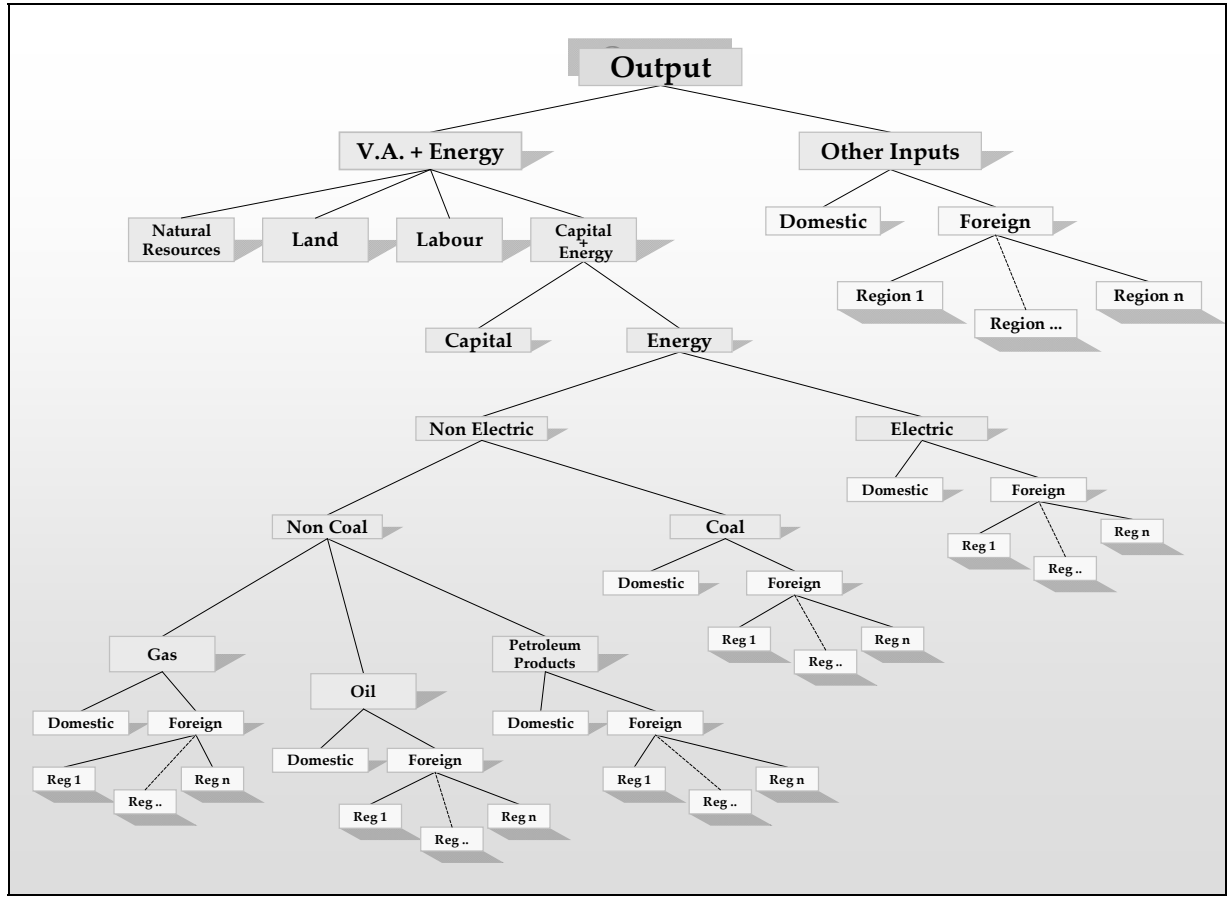 Output
V.A. + Energy
Other Inputs
Natural
Resources
Land
Labour
Capital
+
Energy
Domestic
Foreign
Region 1
Region ...
Region n
Capital
Energy
Non Electric
Electric
Domestic
Foreign
Reg 1
Reg ..
Reg n
Non Coal
Coal
Domestic
Foreign
Reg 1
Reg ..
Reg n
Gas
Oil
Petroleum
Products
Domestic
Foreign
Reg 1
Reg ..
Reg n
Domestic
Foreign
Reg 1
Reg ..
Reg n
Domestic
Foreign
Reg 1
Reg ..
Reg n